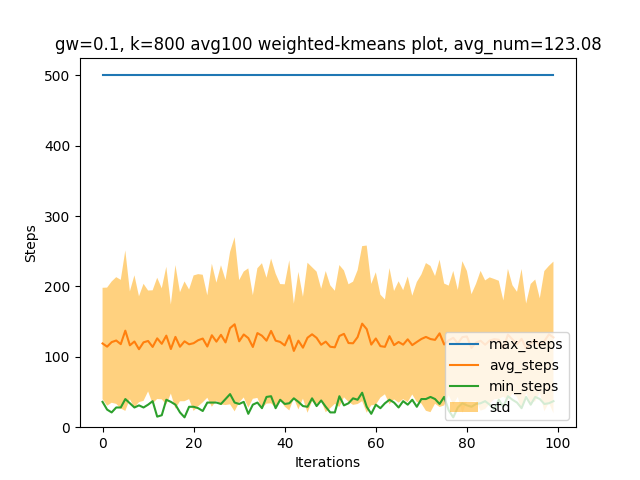 gw=0.1, k=800 avg100 weighted-kmeans plot, avg_num=123.08
500
400
300
200
100
0
Steps
max_steps
avg_steps
min_steps
std
0
20
40
60
80
100
Iterations